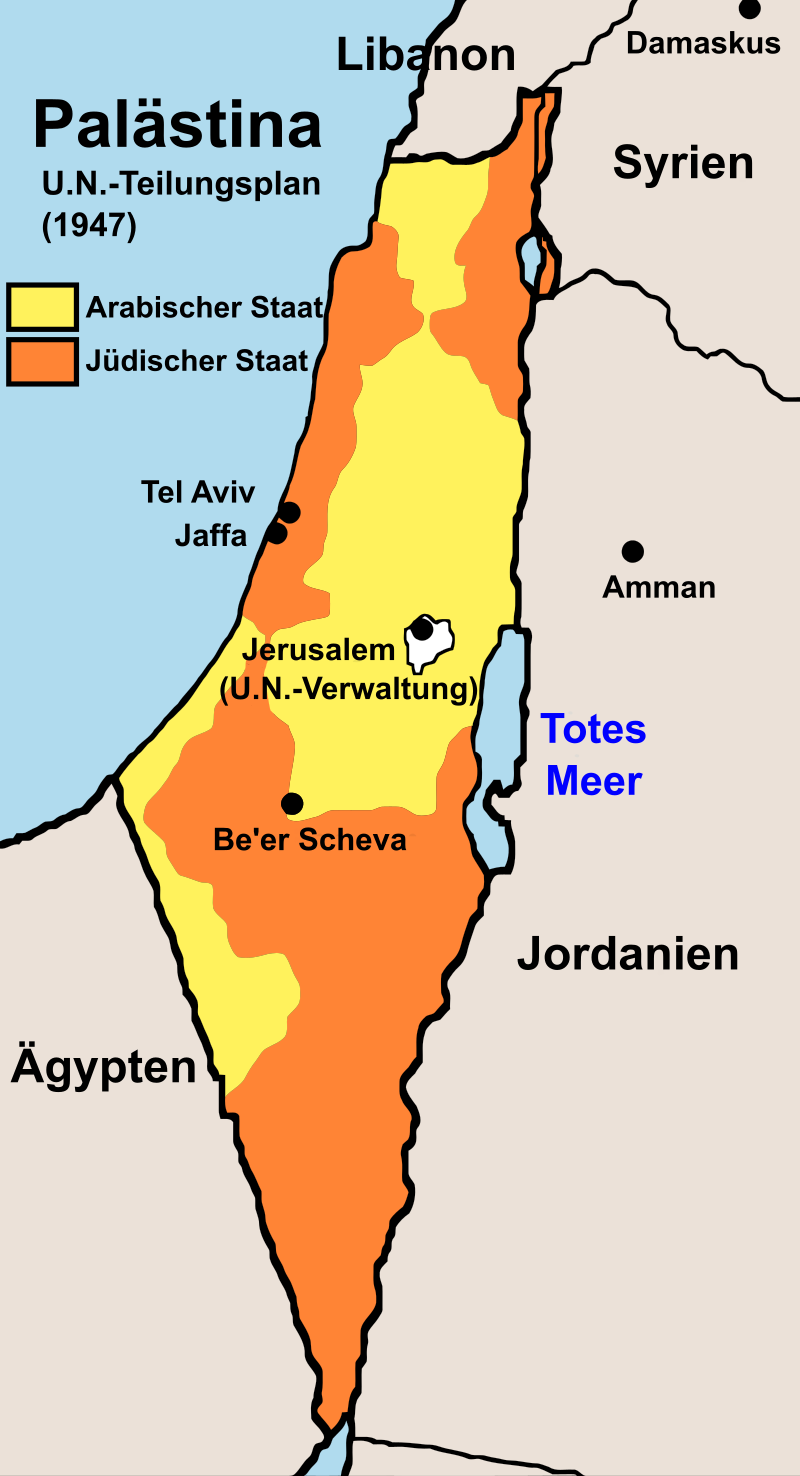 Libanon
Damaskus
Palästina
Syrien
U.N.-Teilungsplan
(1947)
Arabischer Staat
Jüdischer Staat
Tel Aviv
Jaffa
Amman
Jerusalem
(U.N.-Verwaltung)
Totes
Meer
Be'er Scheva
Jordanien
Ägypten